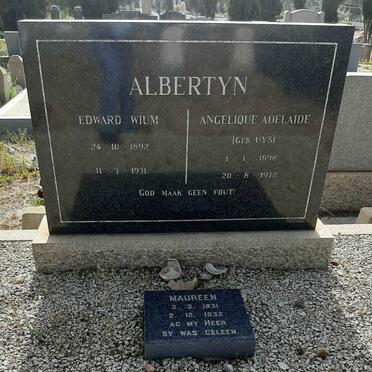 ALBERTYN
EDWARD WIUM
24-10-1892
11-3-1931
ANGELIQUE ADELAIDE
(GEB. UYS)
1-1-1898
20-8-1972
GOD MAAK GEEN FOUT
MAUREEN
3.3.1931
2.12.1932
AG MY HEER
SY WAS GELEEN.